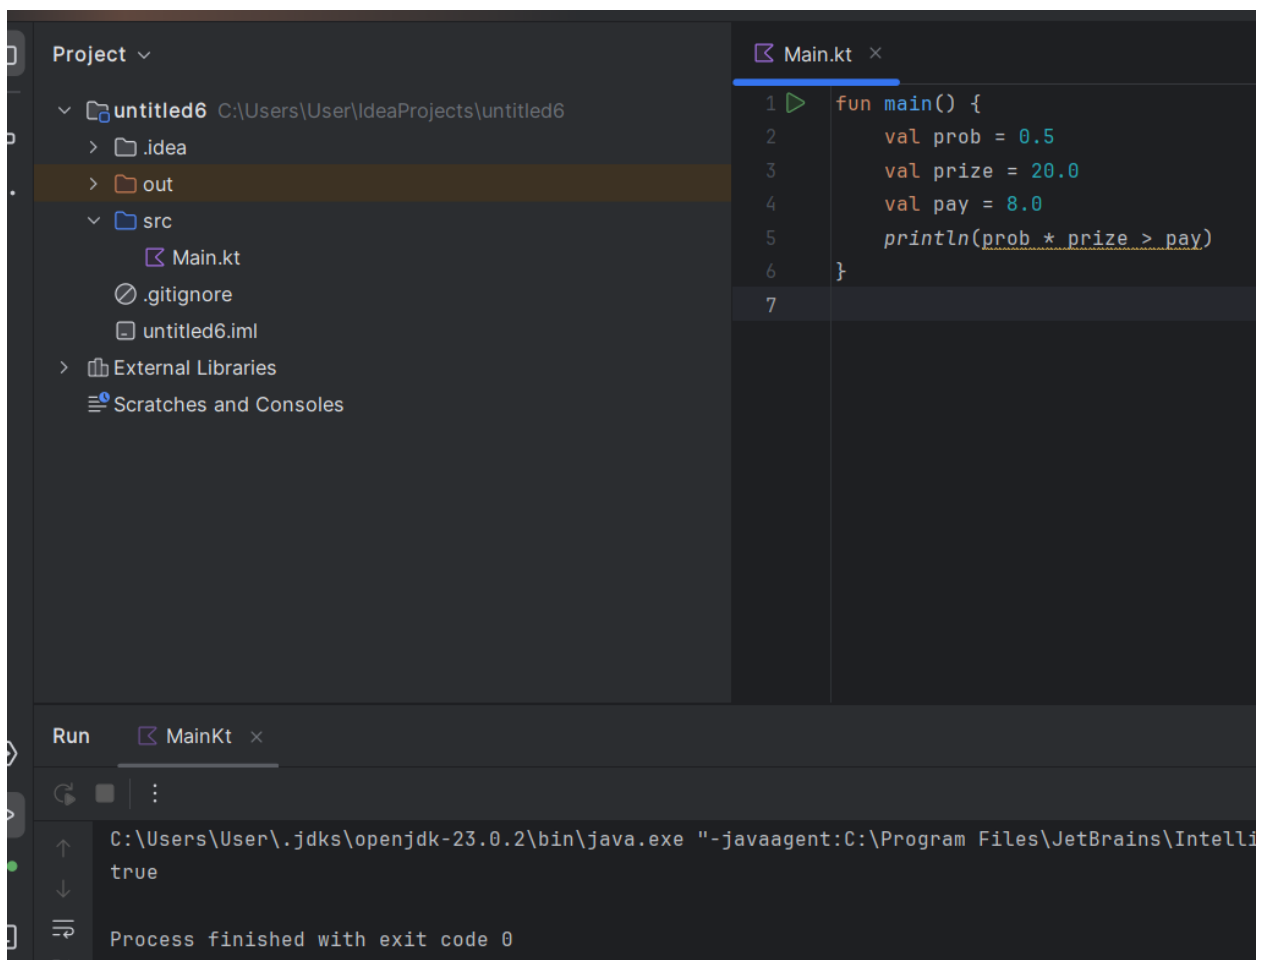 Project
untitled6 C:\Users\User\IdeaProjects\untitled6
.idea
out
src
Main.kt
.gitignore
untitled6.iml
External Libraries
Scratches and Consoles
Main.kt
1 fun main() {
2 val prob = 0.5
3 val prize = 20.0
4 val pay = 8.0
5 println(prob * prize > pay)
6 }
7
Run MainKt
C:\Users\User\.jdks\openjdk-23.0.2\bin\java.exe "-javaagent:C:\Program Files\JetBrains\Intelli
true
Process finished with exit code 0